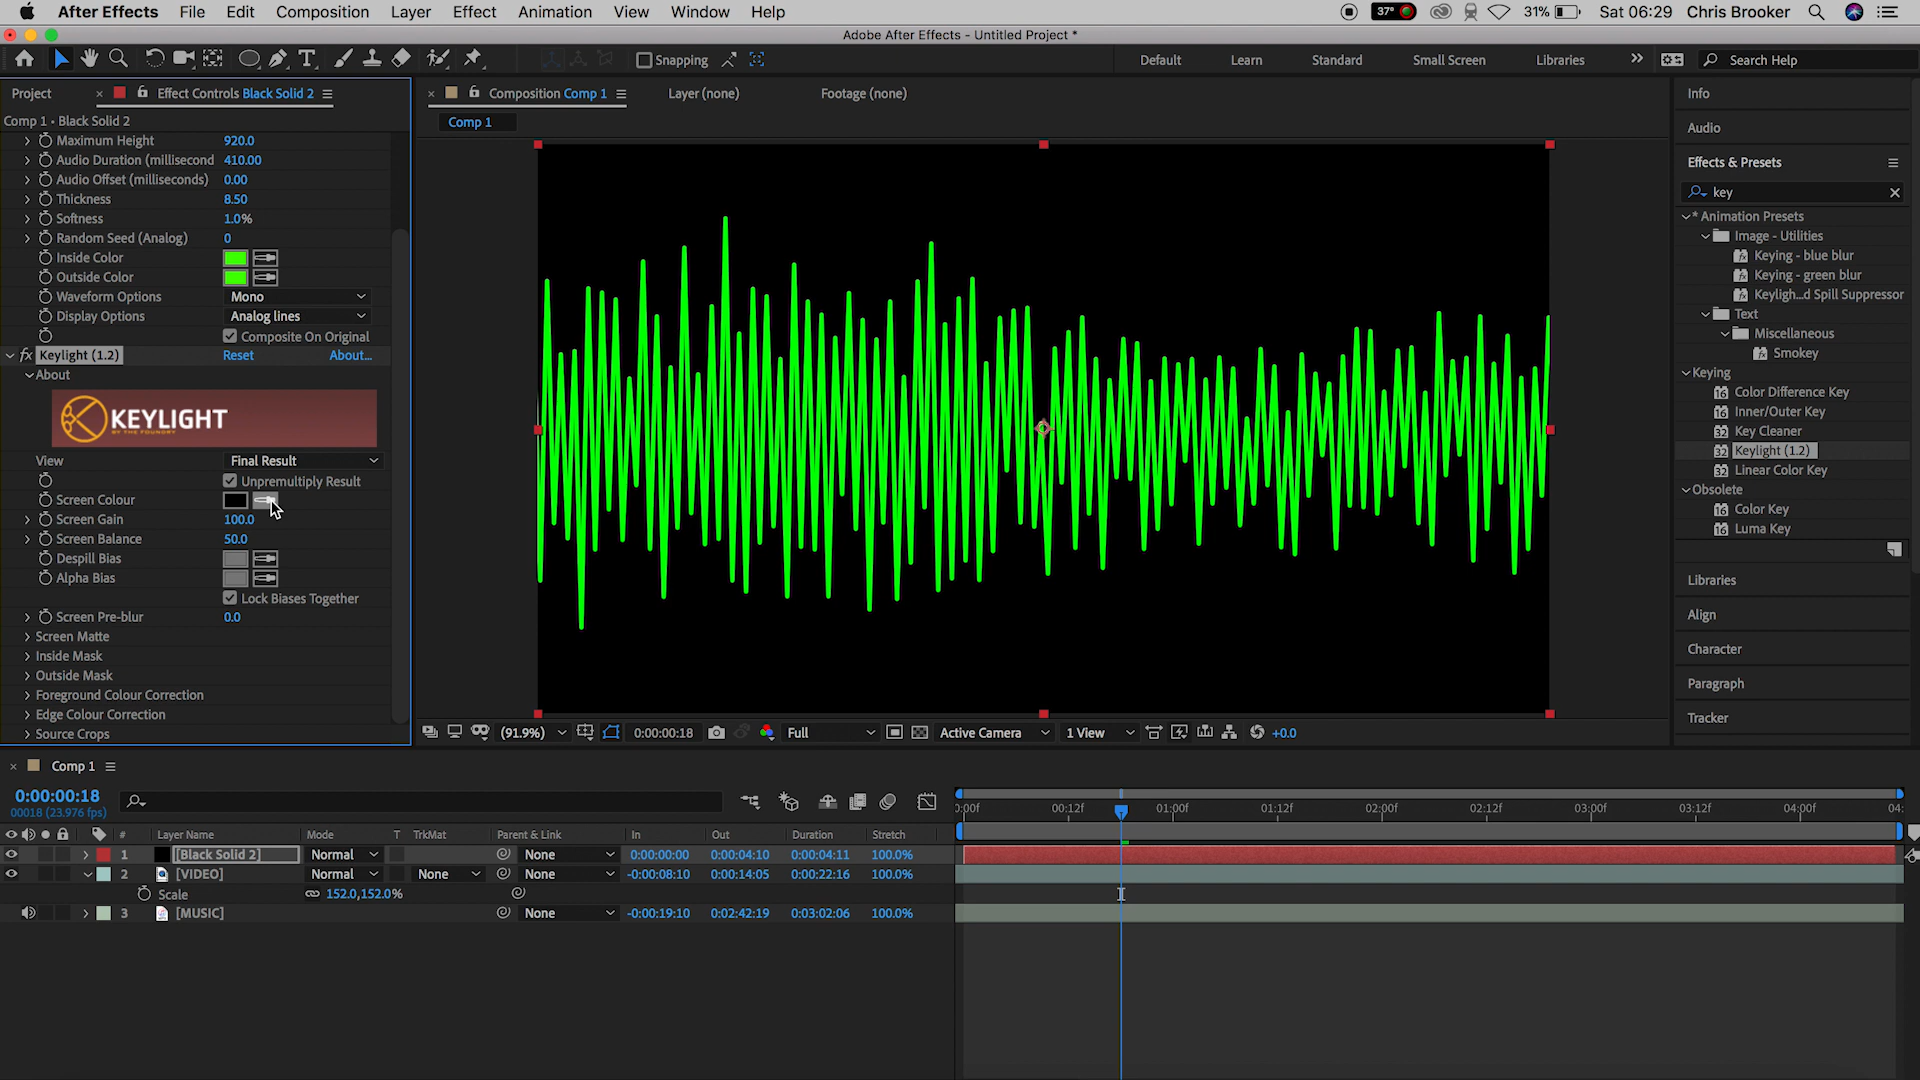 After Effects File Edit Composition Layer Effect Animation View Window Help 37° 31% Sat 06:29 Chris Brooker
Adobe After Effects - Untitled Project *
T Snapping Default Learn Standard Small Screen Libraries » Search Help
Project × Effect Controls Black Solid 2 × Composition Comp 1 Layer (none) Footage (none)
Comp 1 • Black Solid 2
Comp 1
Maximum Height 920.0
Audio Duration (millisecond 410.00
Audio Offset (milliseconds) 0.00
Thickness 8.50
Softness 1.0%
Random Seed (Analog) 0
Inside Color
Outside Color
Waveform Options Mono
Display Options Analog lines
Composite On Original
fx Keylight (1.2) Reset About...
About
KEYLIGHT
BY THE FOUNDRY
View Final Result
Unpremultiply Result
Screen Colour
Screen Gain 100.0
Screen Balance 50.0
Despill Bias
Alpha Bias
Lock Biases Together
Screen Pre-blur 0.0
Screen Matte
Inside Mask
Outside Mask
Foreground Colour Correction
Edge Colour Correction
Source Crops
(91.9%) 0:00:00:18 Full Active Camera 1 View +0.0
Info
Audio
Effects & Presets
key ×
* Animation Presets
Image - Utilities
Keying - blue blur
Keying - green blur
Keyligh...d Spill Suppressor
Text
Miscellaneous
Smokey
Keying
16 Color Difference Key
16 Inner/Outer Key
32 Key Cleaner
32 Keylight (1.2)
32 Linear Color Key
Obsolete
16 Color Key
16 Luma Key
Libraries
Align
Character
Paragraph
Tracker
× Comp 1
0:00:00:18
00018 (23.976 fps)
:00f 00:12f 01:00f 01:12f 02:00f 02:12f 03:00f 03:12f 04:00f 04:
# Layer Name Mode T TrkMat Parent & Link In Out Duration Stretch
1 [Black Solid 2] Normal None 0:00:00:00 0:00:04:10 0:00:04:11 100.0%
2 [VIDEO] Normal None None -0:00:08:10 0:00:14:05 0:00:22:16 100.0%
Scale 152.0,152.0%
3 [MUSIC] None -0:00:19:10 0:02:42:19 0:03:02:06 100.0%